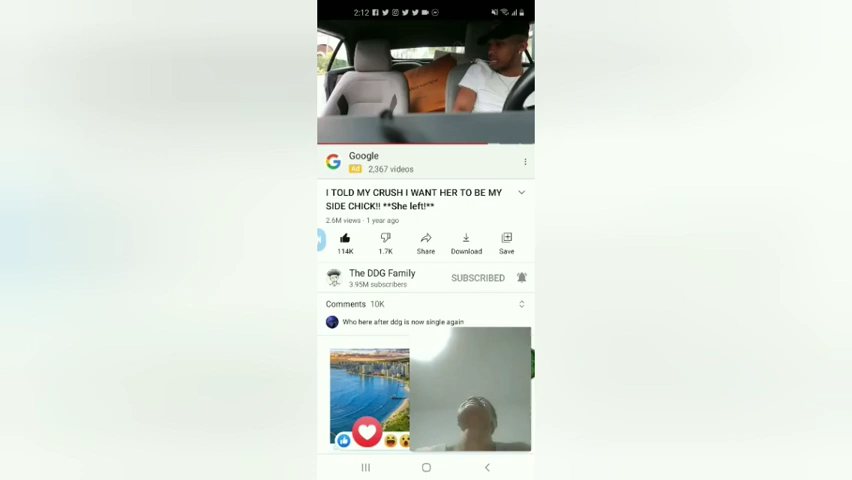 2:12
Google
Ad 2,367 videos
I TOLD MY CRUSH I WANT HER TO BE MY
SIDE CHICK!! **She left!**
2.6M views · 1 year ago
114K 1.7K Share Download Save
The DDG Family
3.95M subscribers
SUBSCRIBED
Comments 10K
Who here after ddg is now single again